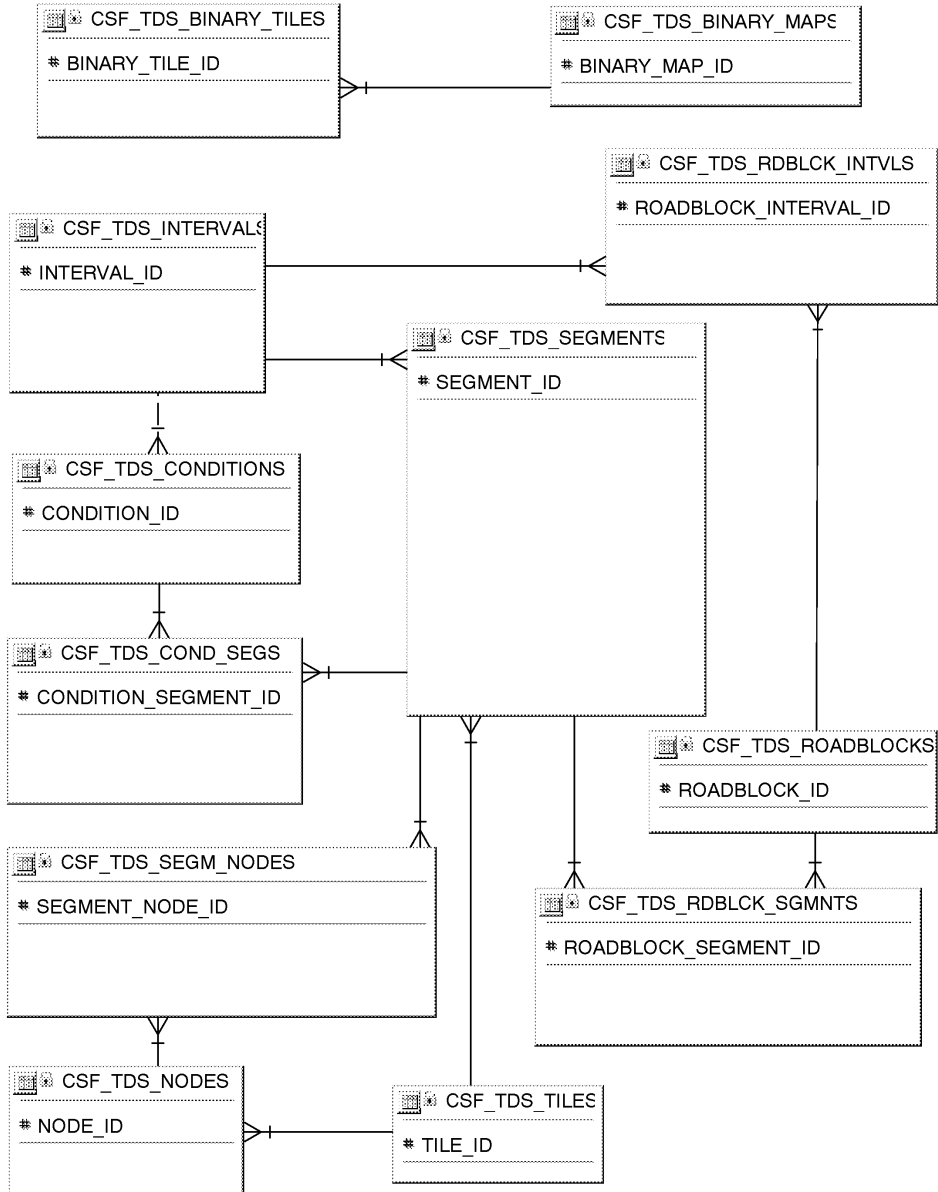 CSF_TDS_BINARY_TILES
# BINARY_TILE_ID
CSF_TDS_BINARY_MAPS
# BINARY_MAP_ID
CSF_TDS_RDBLCK_INTVLS
# ROADBLOCK_INTERVAL_ID
CSF_TDS_INTERVALS
# INTERVAL_ID
CSF_TDS_SEGMENTS
# SEGMENT_ID
CSF_TDS_CONDITIONS
# CONDITION_ID
CSF_TDS_COND_SEGS
# CONDITION_SEGMENT_ID
CSF_TDS_ROADBLOCKS
# ROADBLOCK_ID
CSF_TDS_SEGM_NODES
# SEGMENT_NODE_ID
CSF_TDS_RDBLCK_SGMNTS
# ROADBLOCK_SEGMENT_ID
CSF_TDS_NODES
# NODE_ID
CSF_TDS_TILES
# TILE_ID